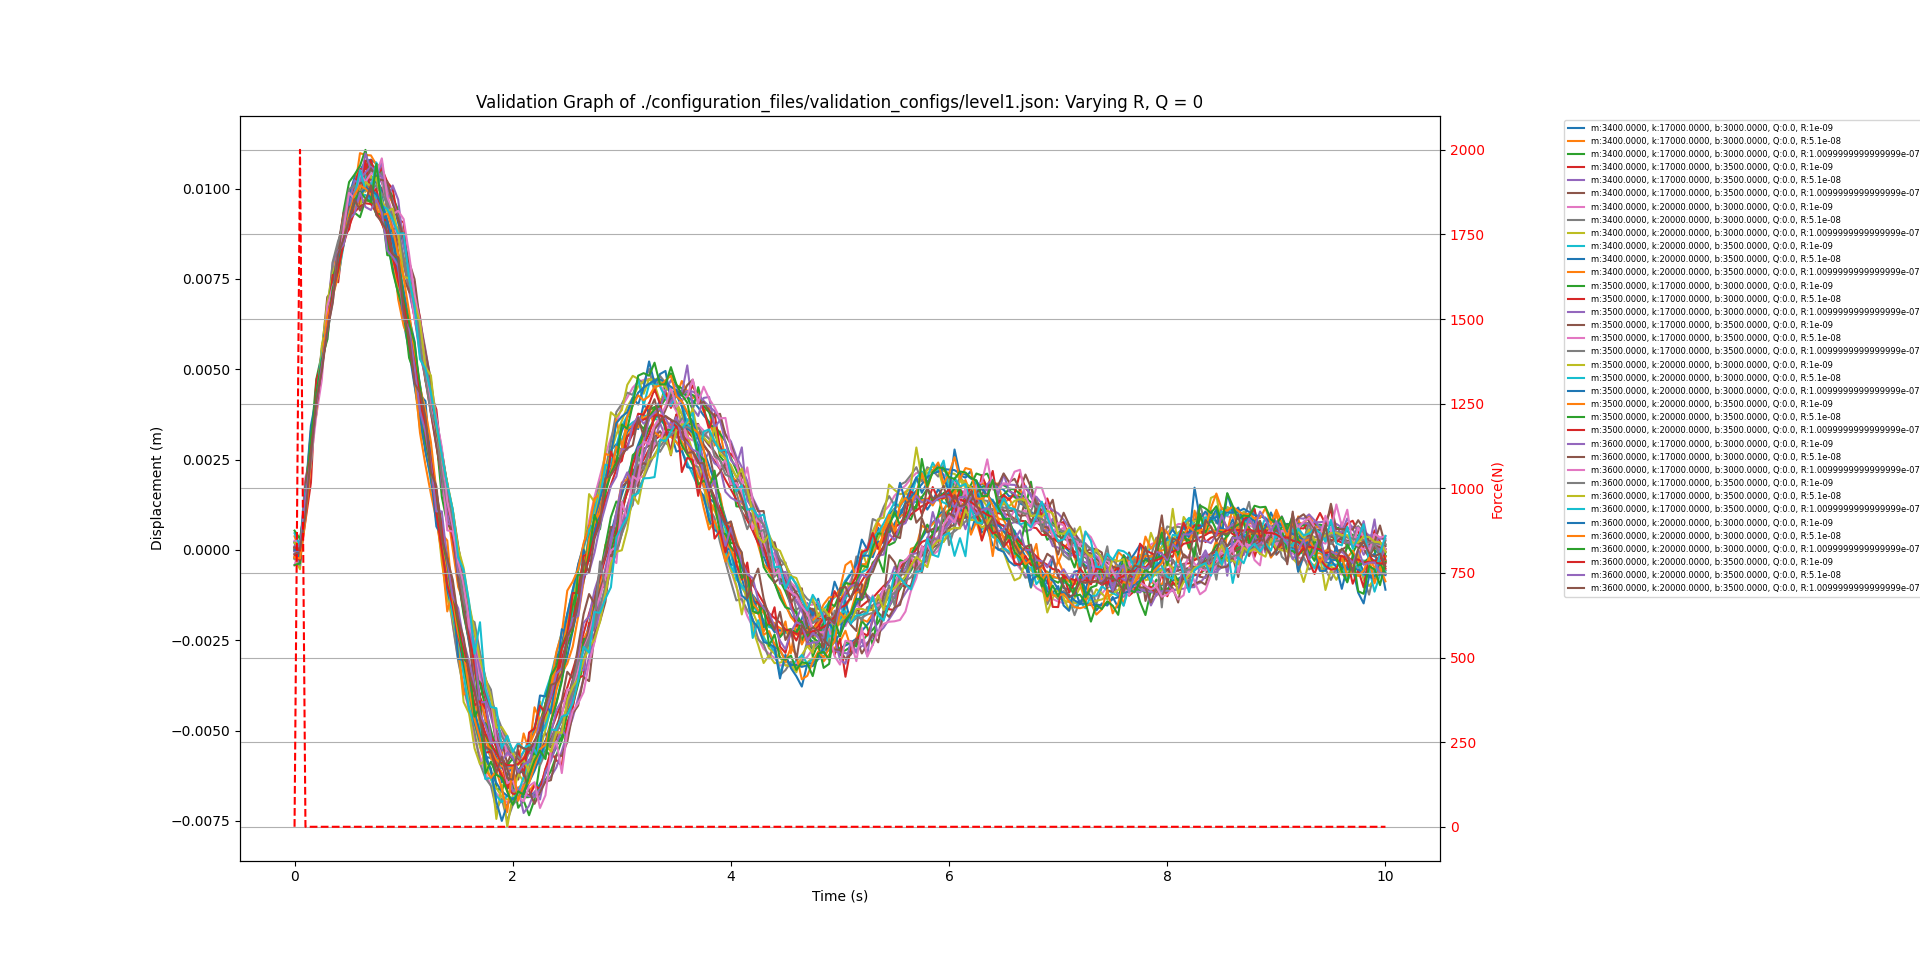 Validation Graph of ./configuration_files/validation_configs/level1.json: Varying R, Q = 0
Displacement (m)
0.0100
0.0075
0.0050
0.0025
0.0000
−0.0025
−0.0050
−0.0075
0
2
4
6
8
10
Time (s)
2000
1750
1500
1250
1000
750
500
250
0
Force(N)
m:3400.0000, k:17000.0000, b:3000.0000, Q:0.0, R:1e-09
m:3400.0000, k:17000.0000, b:3000.0000, Q:0.0, R:5.1e-08
m:3400.0000, k:17000.0000, b:3000.0000, Q:0.0, R:1.0099999999999999e-07
m:3400.0000, k:17000.0000, b:3500.0000, Q:0.0, R:1e-09
m:3400.0000, k:17000.0000, b:3500.0000, Q:0.0, R:5.1e-08
m:3400.0000, k:17000.0000, b:3500.0000, Q:0.0, R:1.0099999999999999e-07
m:3400.0000, k:20000.0000, b:3000.0000, Q:0.0, R:1e-09
m:3400.0000, k:20000.0000, b:3000.0000, Q:0.0, R:5.1e-08
m:3400.0000, k:20000.0000, b:3000.0000, Q:0.0, R:1.0099999999999999e-07
m:3400.0000, k:20000.0000, b:3500.0000, Q:0.0, R:1e-09
m:3400.0000, k:20000.0000, b:3500.0000, Q:0.0, R:5.1e-08
m:3400.0000, k:20000.0000, b:3500.0000, Q:0.0, R:1.0099999999999999e-07
m:3500.0000, k:17000.0000, b:3000.0000, Q:0.0, R:1e-09
m:3500.0000, k:17000.0000, b:3000.0000, Q:0.0, R:5.1e-08
m:3500.0000, k:17000.0000, b:3000.0000, Q:0.0, R:1.0099999999999999e-07
m:3500.0000, k:17000.0000, b:3500.0000, Q:0.0, R:1e-09
m:3500.0000, k:17000.0000, b:3500.0000, Q:0.0, R:5.1e-08
m:3500.0000, k:17000.0000, b:3500.0000, Q:0.0, R:1.0099999999999999e-07
m:3500.0000, k:20000.0000, b:3000.0000, Q:0.0, R:1e-09
m:3500.0000, k:20000.0000, b:3000.0000, Q:0.0, R:5.1e-08
m:3500.0000, k:20000.0000, b:3000.0000, Q:0.0, R:1.0099999999999999e-07
m:3500.0000, k:20000.0000, b:3500.0000, Q:0.0, R:1e-09
m:3500.0000, k:20000.0000, b:3500.0000, Q:0.0, R:5.1e-08
m:3500.0000, k:20000.0000, b:3500.0000, Q:0.0, R:1.0099999999999999e-07
m:3600.0000, k:17000.0000, b:3000.0000, Q:0.0, R:1e-09
m:3600.0000, k:17000.0000, b:3000.0000, Q:0.0, R:5.1e-08
m:3600.0000, k:17000.0000, b:3000.0000, Q:0.0, R:1.0099999999999999e-07
m:3600.0000, k:17000.0000, b:3500.0000, Q:0.0, R:1e-09
m:3600.0000, k:17000.0000, b:3500.0000, Q:0.0, R:5.1e-08
m:3600.0000, k:17000.0000, b:3500.0000, Q:0.0, R:1.0099999999999999e-07
m:3600.0000, k:20000.0000, b:3000.0000, Q:0.0, R:1e-09
m:3600.0000, k:20000.0000, b:3000.0000, Q:0.0, R:5.1e-08
m:3600.0000, k:20000.0000, b:3000.0000, Q:0.0, R:1.0099999999999999e-07
m:3600.0000, k:20000.0000, b:3500.0000, Q:0.0, R:1e-09
m:3600.0000, k:20000.0000, b:3500.0000, Q:0.0, R:5.1e-08
m:3600.0000, k:20000.0000, b:3500.0000, Q:0.0, R:1.0099999999999999e-07